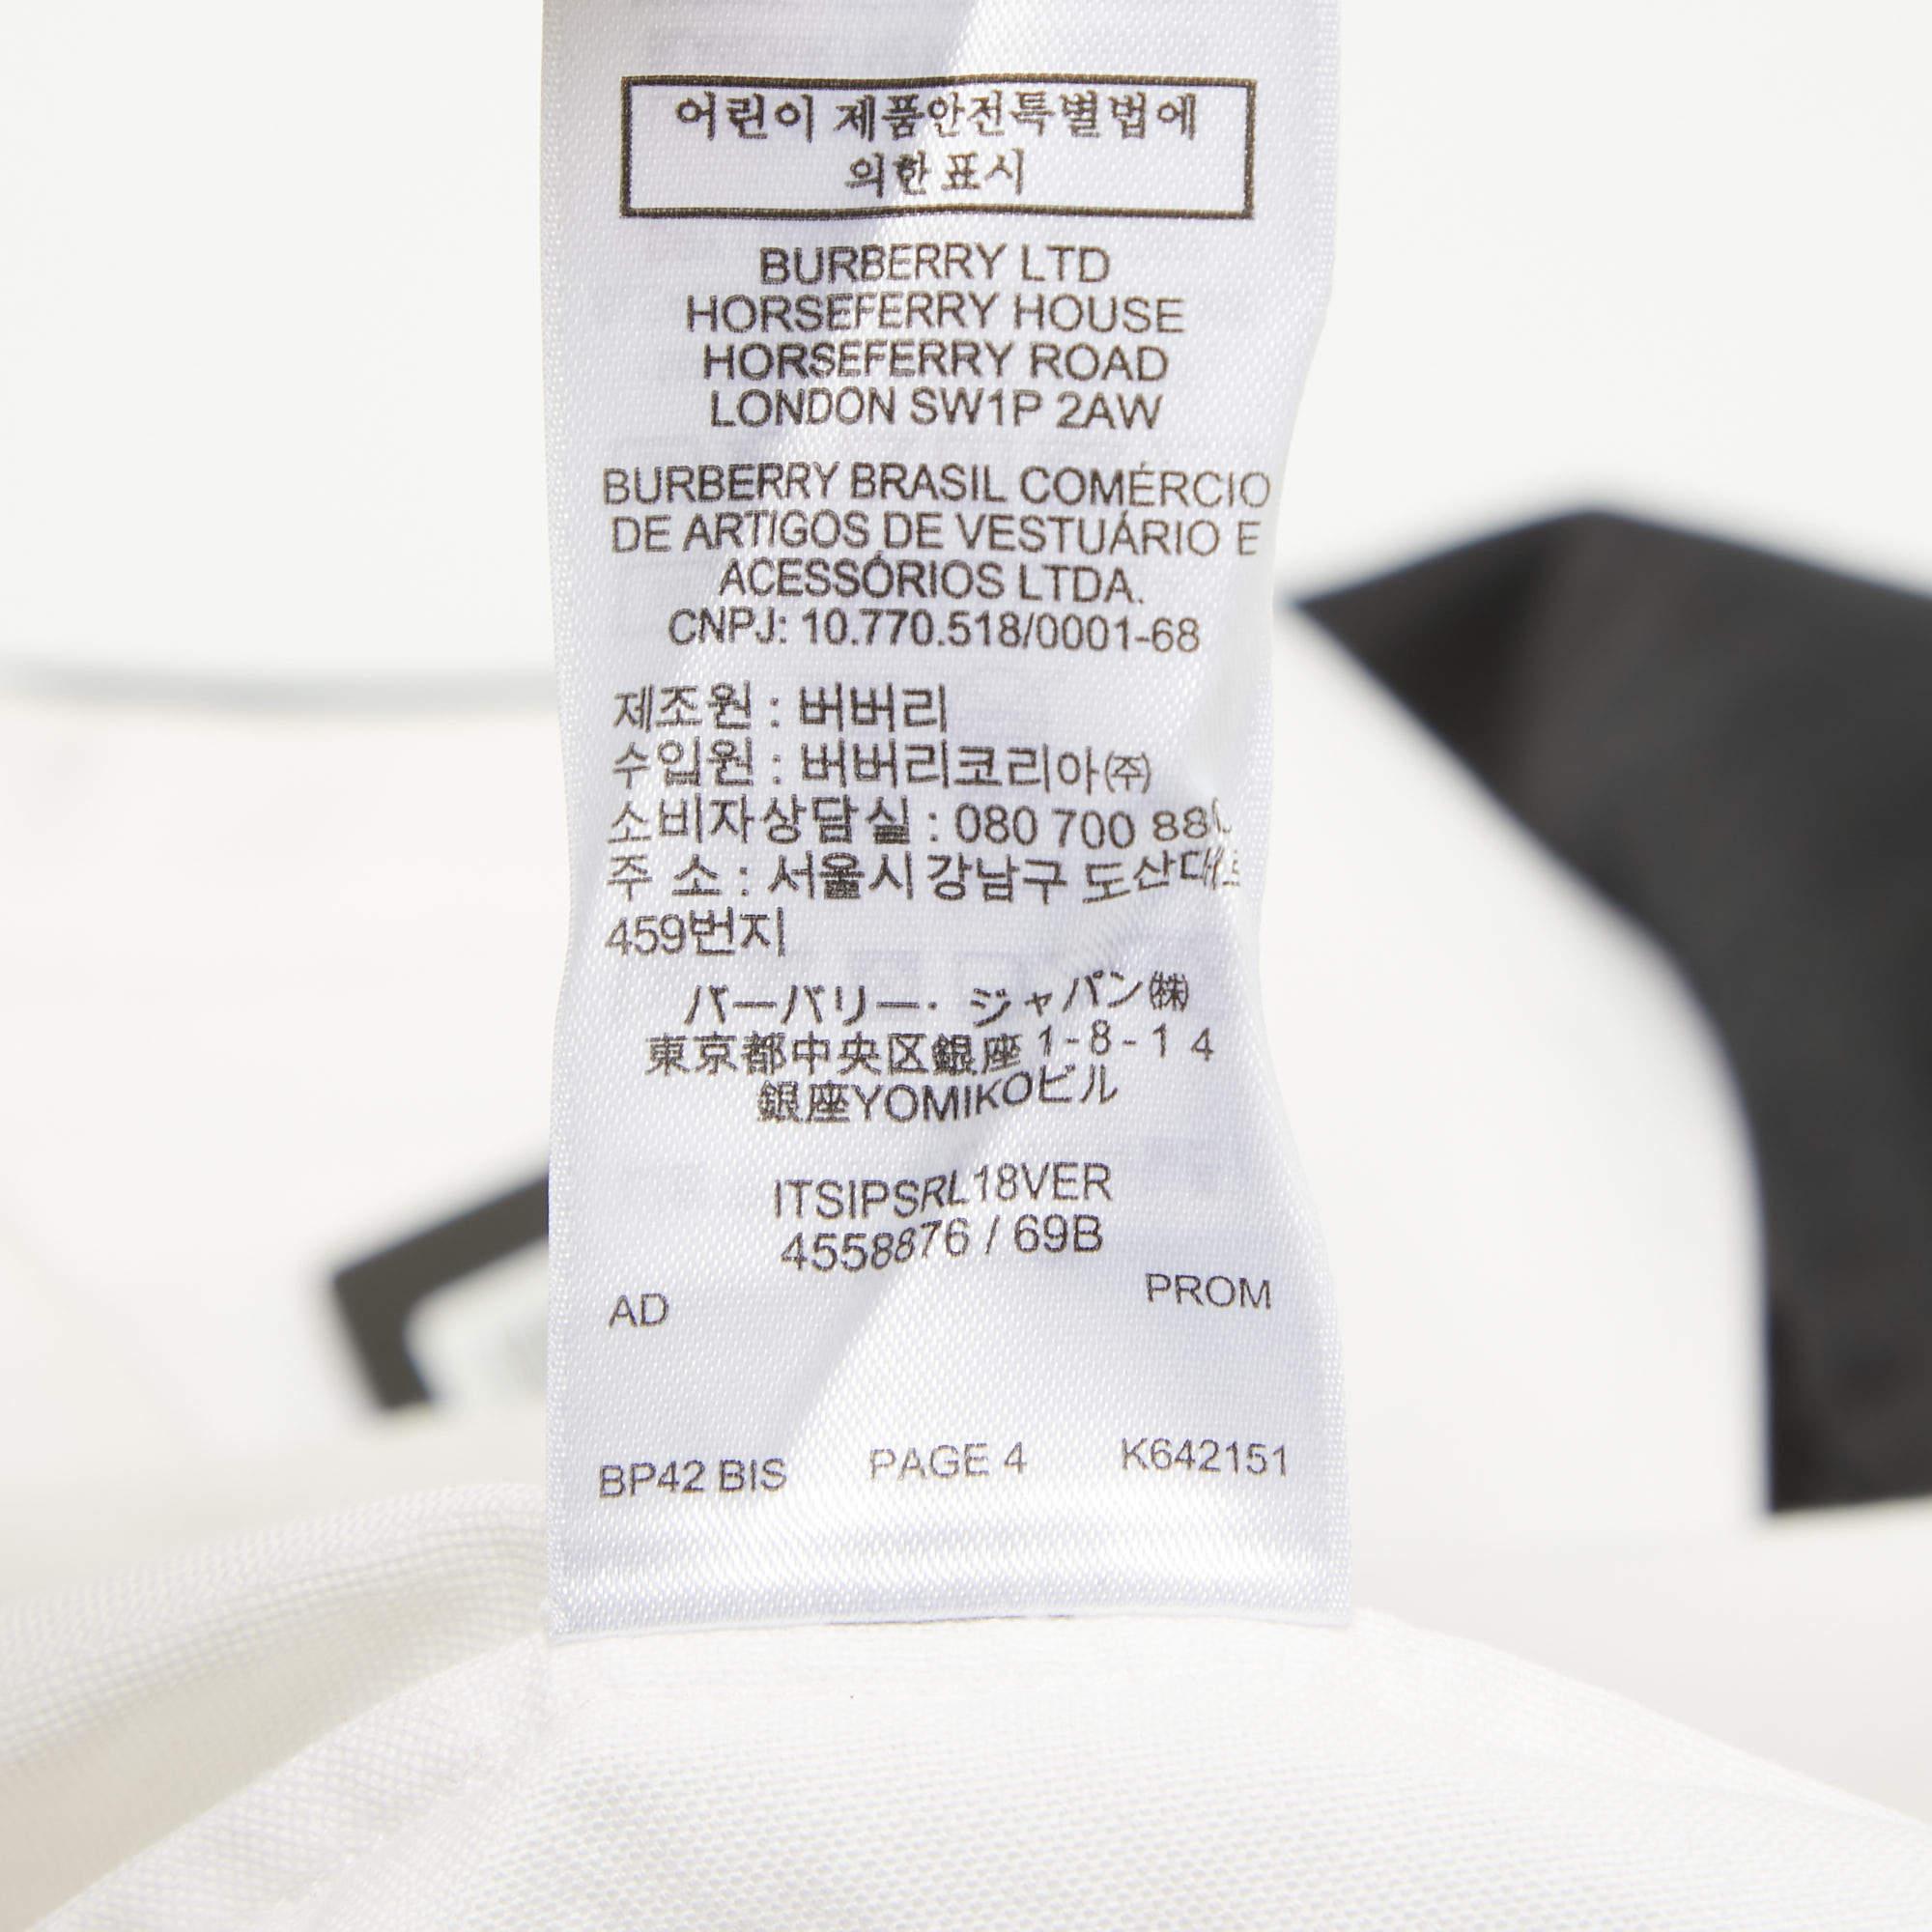 어린이 제품안전특별법에
의한 표시
BURBERRY LTD
HORSEFERRY HOUSE
HORSEFERRY ROAD
LONDON SW1P 2AW
BURBERRY BRASIL COMÉRCIO
DE ARTIGOS DE VESTUÁRIO E
ACESSÓRIOS LTDA.
CNPJ: 10.770.518/0001-68
제조원 : 버버리
수입원 : 버버리코리아㈜
소비자상담실 : 080 700
주 소 : 서울시 강남구 도산대로
459번지
バーバリー・ジャパン㈱
東京都中央区銀座 1-8-14
銀座YOMIKOビル
ITSIPSRL18VER
4558876 / 69B
AD PROM
BP42 BIS PAGE 4 K642151